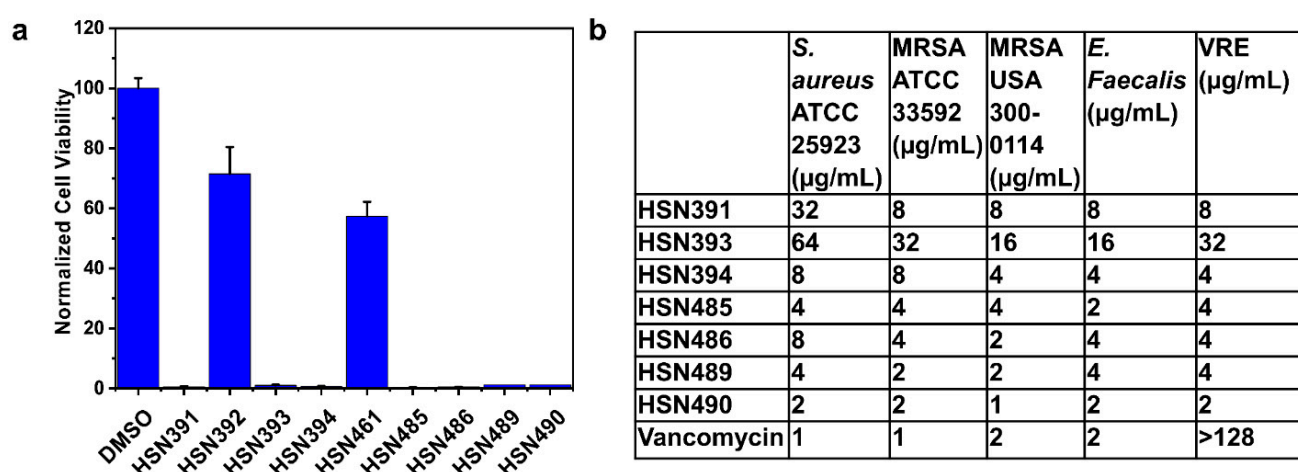 a
120
100
80
60
40
20
0
Normalized Cell Viability
DMSO
HSN391
HSN392
HSN393
HSN394
HSN461
HSN485
HSN486
HSN489
HSN490
b
S. aureus ATCC 25923 (µg/mL) MRSA ATCC 33592 (µg/mL) MRSA USA 300-0114 (µg/mL) E. Faecalis (µg/mL) VRE (µg/mL)
HSN391 32 8 8 8 8
HSN393 64 32 16 16 32
HSN394 8 8 4 4 4
HSN485 4 4 4 2 4
HSN486 8 4 2 4 4
HSN489 4 2 2 4 4
HSN490 2 2 1 2 2
Vancomycin 1 1 2 2 >128